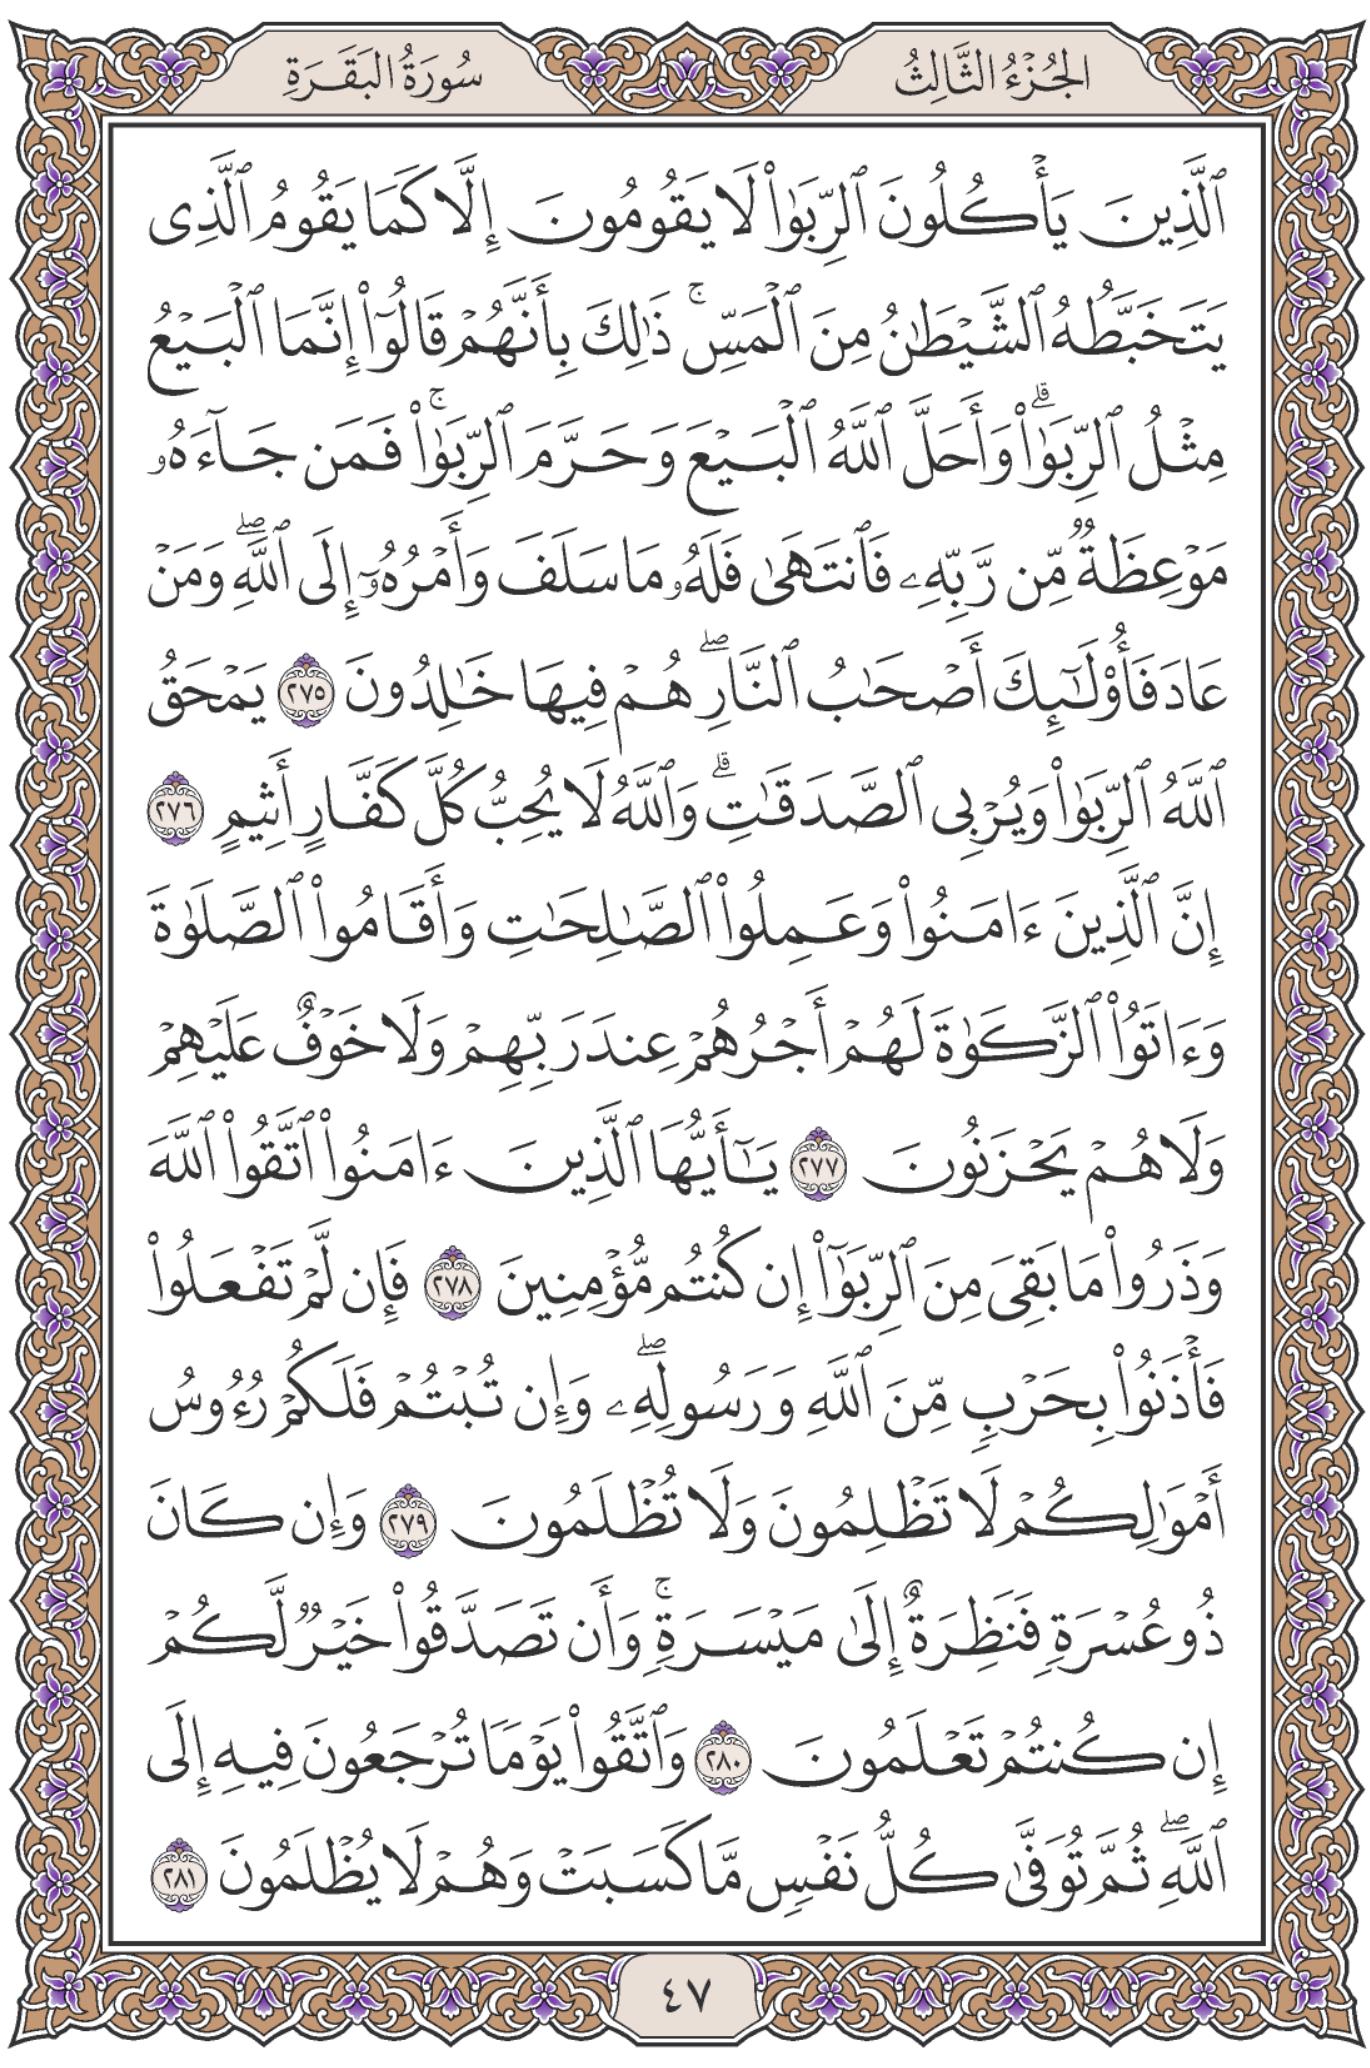 الجُزْءُ الثَّالِثُ
سُورَةُ البَقَرَةِ
ٱلَّذِينَ يَأْكُلُونَ ٱلرِّبَوٰا۟ لَا يَقُومُونَ إِلَّا كَمَا يَقُومُ ٱلَّذِى
يَتَخَبَّطُهُ ٱلشَّيْطَٰنُ مِنَ ٱلْمَسِّ ۚ ذَٰلِكَ بِأَنَّهُمْ قَالُوٓا۟ إِنَّمَا ٱلْبَيْعُ
مِثْلُ ٱلرِّبَوٰا۟ ۗ وَأَحَلَّ ٱللَّهُ ٱلْبَيْعَ وَحَرَّمَ ٱلرِّبَوٰا۟ ۚ فَمَن جَآءَهُۥ
مَوْعِظَةٌ مِّن رَّبِّهِۦ فَٱنتَهَىٰ فَلَهُۥ مَا سَلَفَ وَأَمْرُهُۥٓ إِلَى ٱللَّهِ ۖ وَمَنْ
عَادَ فَأُو۟لَٰٓئِكَ أَصْحَٰبُ ٱلنَّارِ ۖ هُمْ فِيهَا خَٰلِدُونَ ٢٧٥ يَمْحَقُ
ٱللَّهُ ٱلرِّبَوٰا۟ وَيُرْبِى ٱلصَّدَقَٰتِ ۗ وَٱللَّهُ لَا يُحِبُّ كُلَّ كَفَّارٍ أَثِيمٍ ٢٧٦
إِنَّ ٱلَّذِينَ ءَامَنُوا۟ وَعَمِلُوا۟ ٱلصَّٰلِحَٰتِ وَأَقَامُوا۟ ٱلصَّلَوٰةَ
وَءَاتَوُا۟ ٱلزَّكَوٰةَ لَهُمْ أَجْرُهُمْ عِندَ رَبِّهِمْ وَلَا خَوْفٌ عَلَيْهِمْ
وَلَا هُمْ يَحْزَنُونَ ٢٧٧ يَٰٓأَيُّهَا ٱلَّذِينَ ءَامَنُوا۟ ٱتَّقُوا۟ ٱللَّهَ
وَذَرُوا۟ مَا بَقِىَ مِنَ ٱلرِّبَوٰٓا۟ إِن كُنتُم مُّؤْمِنِينَ ٢٧٨ فَإِن لَّمْ تَفْعَلُوا۟
فَأْذَنُوا۟ بِحَرْبٍ مِّنَ ٱللَّهِ وَرَسُولِهِۦ ۖ وَإِن تُبْتُمْ فَلَكُمْ رُءُوسُ
أَمْوَٰلِكُمْ لَا تَظْلِمُونَ وَلَا تُظْلَمُونَ ٢٧٩ وَإِن كَانَ
ذُو عُسْرَةٍ فَنَظِرَةٌ إِلَىٰ مَيْسَرَةٍ ۚ وَأَن تَصَدَّقُوا۟ خَيْرٌ لَّكُمْ
إِن كُنتُمْ تَعْلَمُونَ ٢٨٠ وَٱتَّقُوا۟ يَوْمًا تُرْجَعُونَ فِيهِ إِلَى
ٱللَّهِ ۖ ثُمَّ تُوَفَّىٰ كُلُّ نَفْسٍ مَّا كَسَبَتْ وَهُمْ لَا يُظْلَمُونَ ٢٨١
٤٧